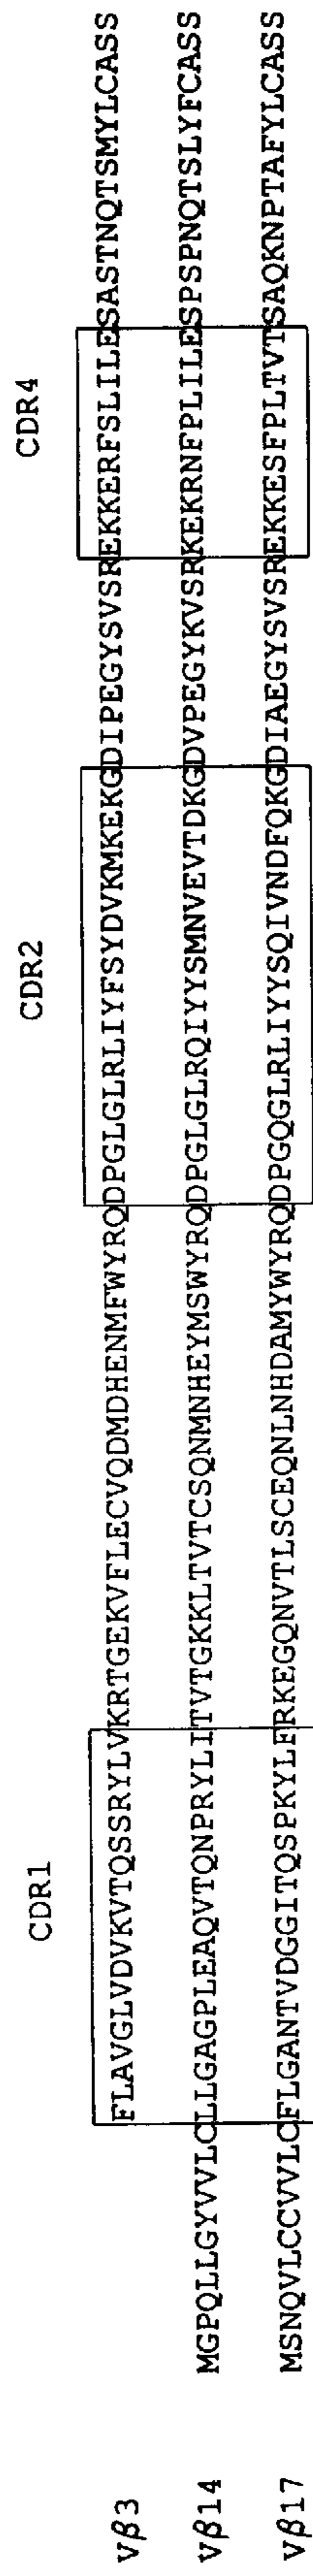 CDR1 CDR2 CDR4
Vβ3 FLAVGLVDVKVTQSSRYLVKRTGEKVFLECVQDMDHENMFWYRQDPGLGLRLIYFSYDVKMKEKGDIPEGYSVSREKKERFSLILESASTNQTSMYLCASS
Vβ14 MGPQLLGYVVLCLLGAGPLEAQVTQNPRYLITVTGKKLTVTCSQNMNHEYMSWYRQDPGLGLRQIYYSMNVEVTDKGDVPEGYKVSRKEKRNFPLILESPSPNQTSLYFCASS
Vβ17 MSNQVLCCVVLCFLGANTVDGGITQSPKYLFRKEGQNVTLSCEQNLNHDAMYWYRQDPGQGLRLIYYSQIVNDFQKGDIAEGYSVSREKKESFPLTVTSAQKNPTAFYLCASS